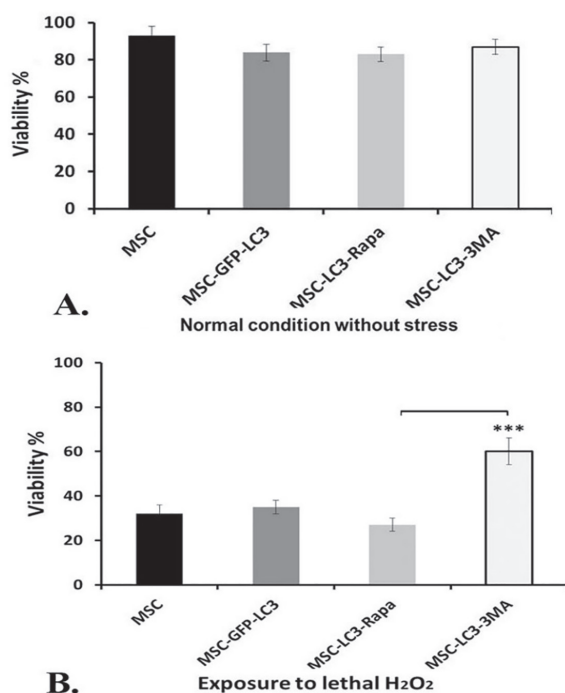 100
80
60
40
20
0
Viability %
MSC
MSC-GFP-LC3
MSC-LC3-Rapa
MSC-LC3-3MA
A.
Normal condition without stress
100
80
60
40
20
0
Viability %
***
MSC
MSC-GFP-LC3
MSC-LC3-Rapa
MSC-LC3-3MA
B.
Exposure to lethal H₂O₂